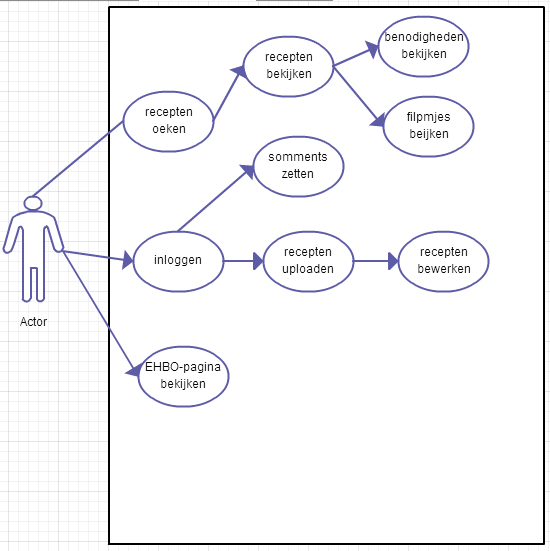 benodigheden
bekijken
recepten
bekijken
filpmjes
beijken
recepten
oeken
somments
zetten
inloggen
recepten
uploaden
recepten
bewerken
Actor
EHBO-pagina
bekijken